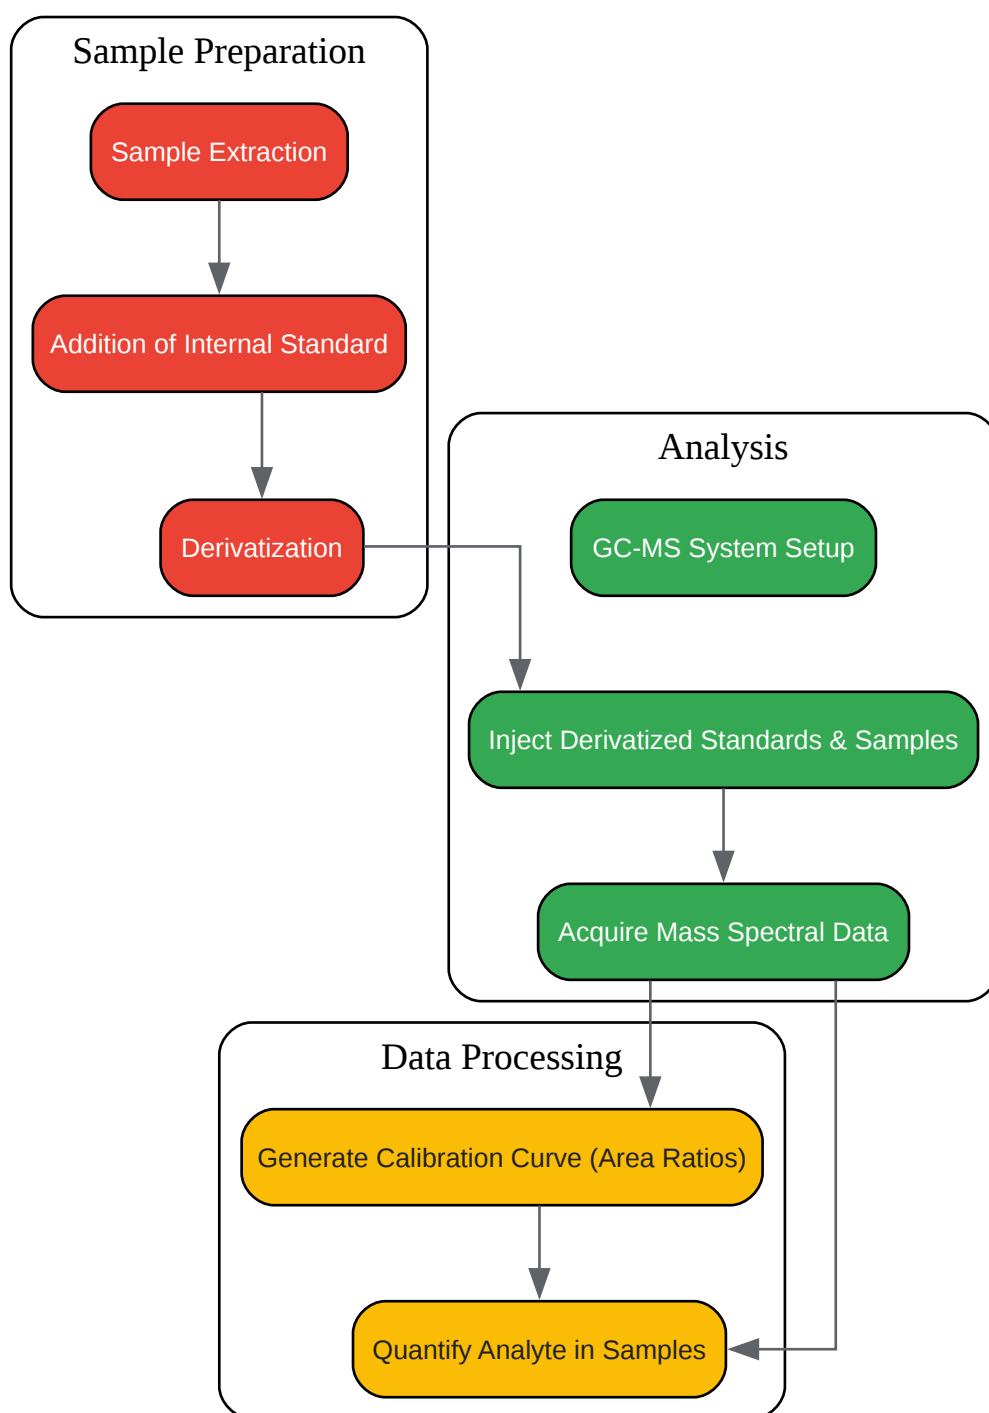 Sample Preparation
Sample Extraction
Addition of Internal Standard
Derivatization
Analysis
GC-MS System Setup
Inject Derivatized Standards & Samples
Acquire Mass Spectral Data
Data Processing
Generate Calibration Curve (Area Ratios)
Quantify Analyte in Samples